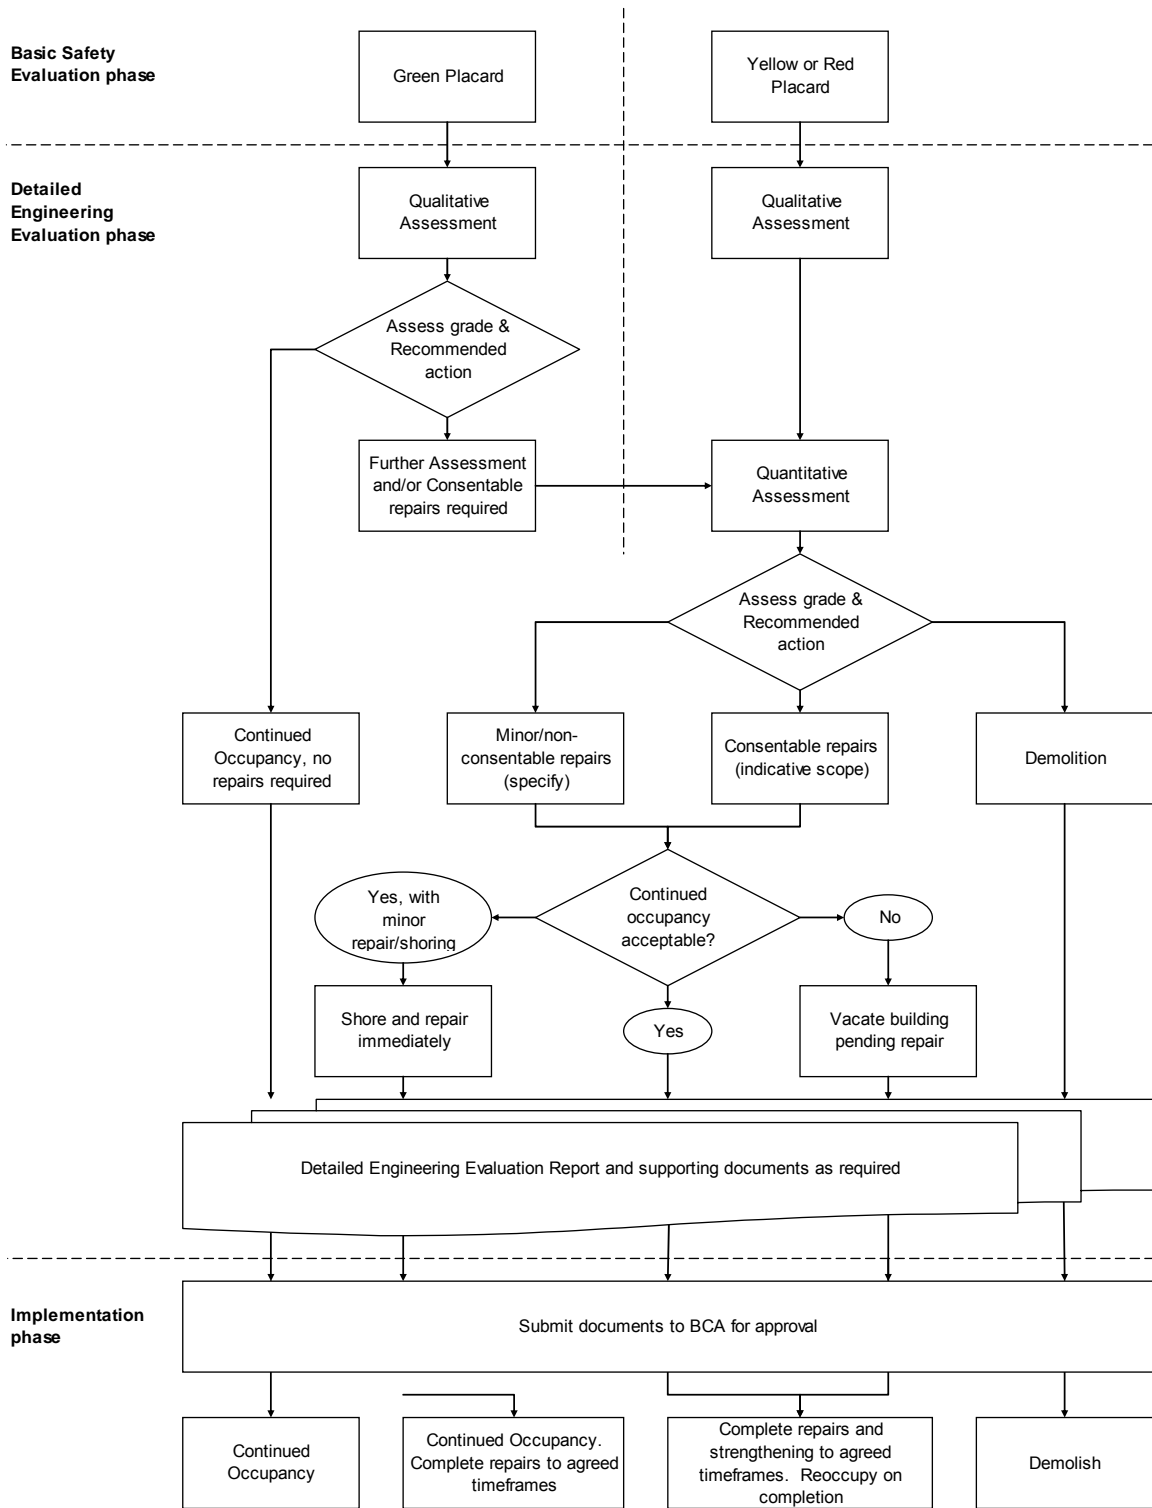 Basic Safety
Evaluation phase
Green Placard
Yellow or Red
Placard
Detailed
Engineering
Evaluation phase
Qualitative
Assessment
Qualitative
Assessment
Assess grade &
Recommended
action
Further Assessment
and/or Consentable
repairs required
Quantitative
Assessment
Assess grade &
Recommended
action
Continued
Occupancy, no
repairs required
Minor/non-
consentable repairs
(specify)
Consentable repairs
(indicative scope)
Demolition
Yes, with
minor
repair/shoring
Continued
occupancy
acceptable?
No
Shore and repair
immediately
Yes
Vacate building
pending repair
Detailed Engineering Evaluation Report and supporting documents as required
Implementation
phase
Submit documents to BCA for approval
Continued
Occupancy
Continued Occupancy.
Complete repairs to agreed
timeframes
Complete repairs and
strengthening to agreed
timeframes.  Reoccupy on
completion
Demolish